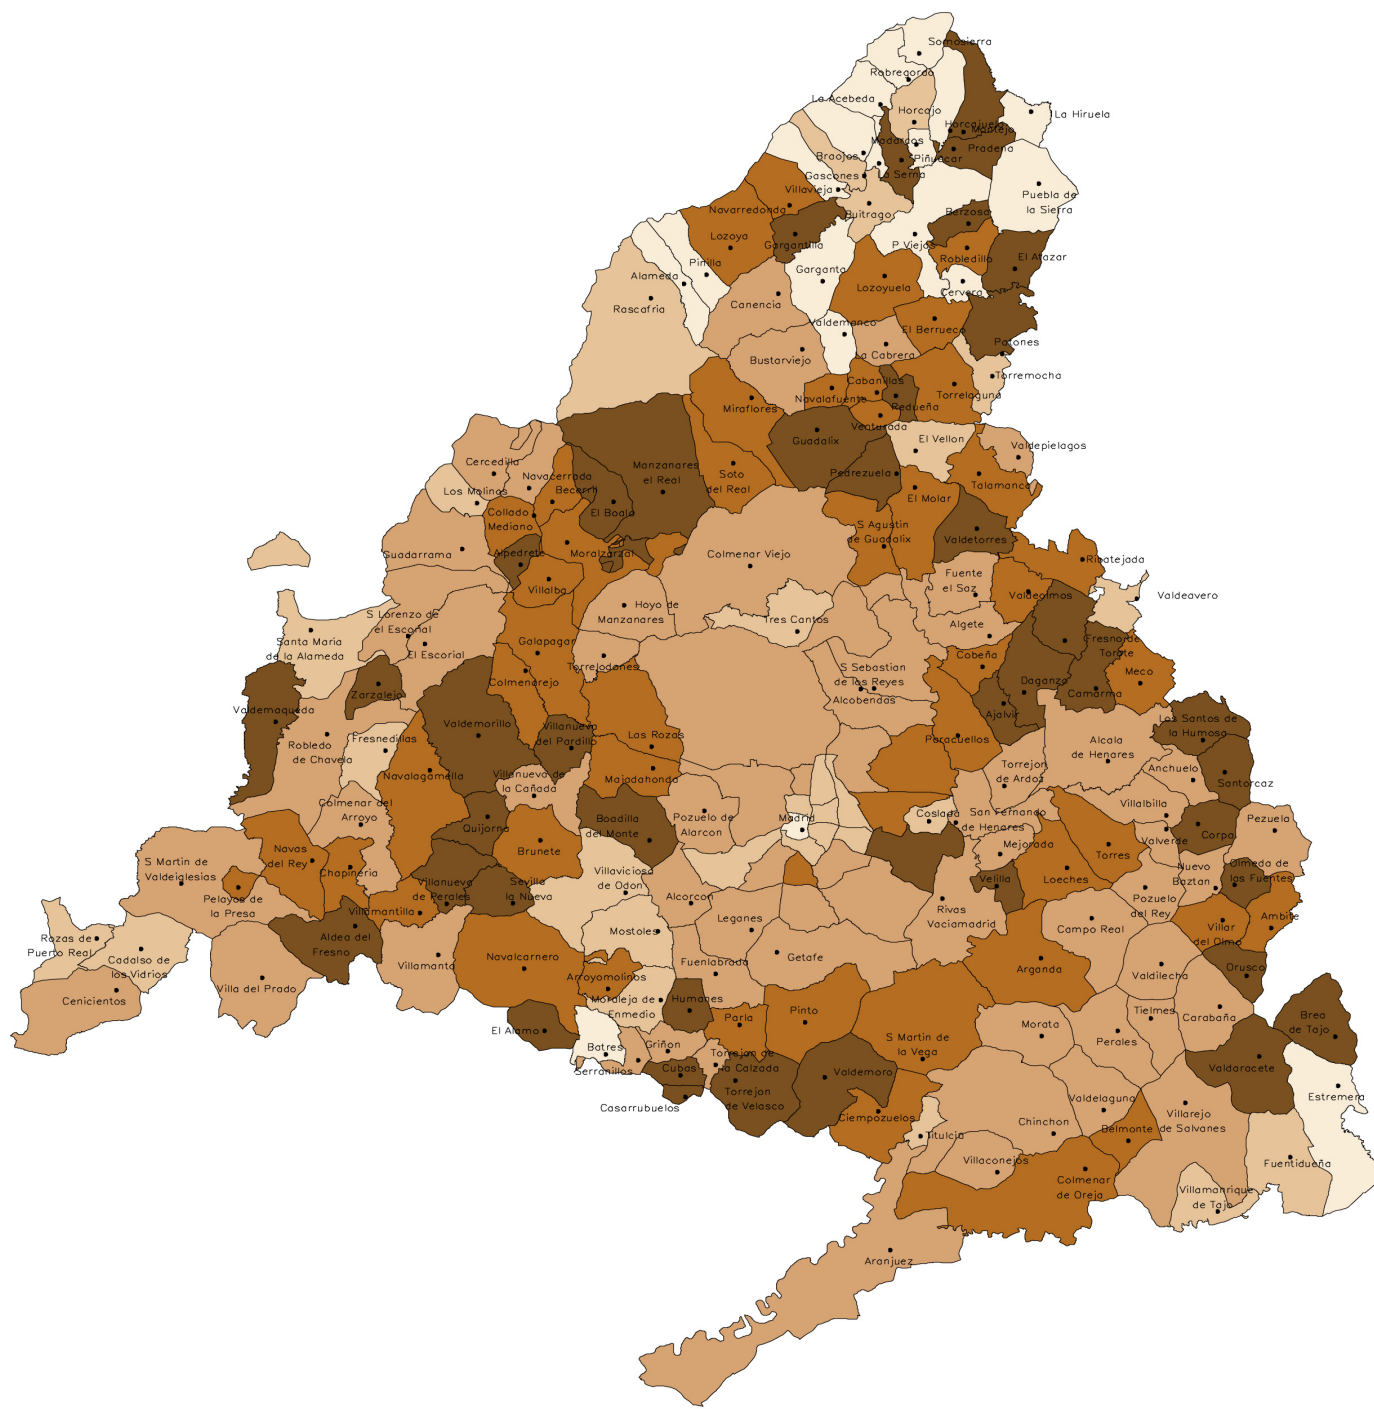 Somosierra
Robregordo
La Acebeda
La Hiruela
Horcajo
Horcajuelo
Montejo
Madarcos
Pradena
Braojos
Piñuecar
Gascones
La Serna
Villavieja
Puebla de
la Sierra
Buitrago
Navarredonda
Berzosa
Lozoya
Gargantilla
P Viejas
Robledillo
El Atazar
Pinilla
Alameda
Garganta
Rascafria
Canencia
Lozoyuela
Cervera
Valdemanco
El Berrueco
Patones
Bustarviejo
La Cabrera
Torremocha
Cabanillas
Navalafuente
Torrelaguna
Miraflores
Redueña
Venturada
Guadalix
El Vellon
Valdepielagos
Cercedilla
Manzanares
el Real
Soto
del Real
Pedrezuela
Navacerrada
Los Molinos
Becerril
Talamanca
El Molar
Collado
Mediano
El Boalo
S Agustin
de Guadalix
Valdetorres
Guadarrama
Alpedrete
Moralzarzal
Colmenar Viejo
Ribatejada
Villalba
Fuente
el Saz
Valdeolmos
Valdeavero
Hoyo de
Manzanares
S Lorenzo de
el Escorial
Tres Cantos
Algete
Santa Maria
de la Alameda
El Escorial
Galapagar
Fresno de
Torote
Torrelodones
Cobeña
S Sebastian
de los Reyes
Meco
Colmenarejo
Zarzalejo
Daganzo
Camarma
Alcobendas
Valdemaqueda
Ajalvir
Valdemorillo
Villanueva
del Pardillo
Los Santos de
la Humosa
Las Rozas
Paracuellos
Robledo
de Chavela
Fresnedillas
Alcala
de Henares
Navalagamella
Majadahonda
Villanueva de
la Cañada
Torrejon
de Ardoz
Anchuelo
Santorcaz
Colmenar del
Arroyo
Villalbilla
Pozuelo de
Alarcon
Boadilla
del Monte
Madrid
Coslada
San Fernando
de Henares
Pezuela
Quijorna
Corpa
Valverde
Mejorada
Torres
Navas
del Rey
Brunete
S Martin de
Valdeiglesias
Chapineria
Loeches
Nuevo
Baztan
Olmeda de
las Fuentes
Villaviciosa
de Odon
Villanueva
de Perales
Sevilla
la Nueva
Velilla
Pelayos de
la Presa
Alcorcon
Rivas
Vaciamadrid
Pozuelo
del Rey
Villamantilla
Leganes
Campo Real
Ambite
Villar
del Olmo
Mostoles
Aldea del
Fresno
Rozas de
Puerto Real
Cadalso de
los Vidrios
Navalcarnero
Getafe
Arganda
Valdilecha
Villamanta
Fuenlabrada
Orusco
Arroyomolinos
Villa del Prado
Cenicientos
Moraleja de
Enmedio
Humanes
Pinto
Tielmes
Carabaña
Brea
de Tajo
Parla
El Alamo
Morata
Perales
S Martin de
la Vega
Batres
Griñon
Torrejon de
la Calzada
Serranillos
Cubas
Valdemoro
Valdaracete
Torrejon
de Velasco
Estremera
Casarrubuelos
Valdelaguna
Ciempozuelos
Villarejo
de Salvanes
Chinchon
Belmonte
Titulcia
Villaconejos
Fuentidueña
Colmenar
de Oreja
Villamanrique
de Tajo
Aranjuez